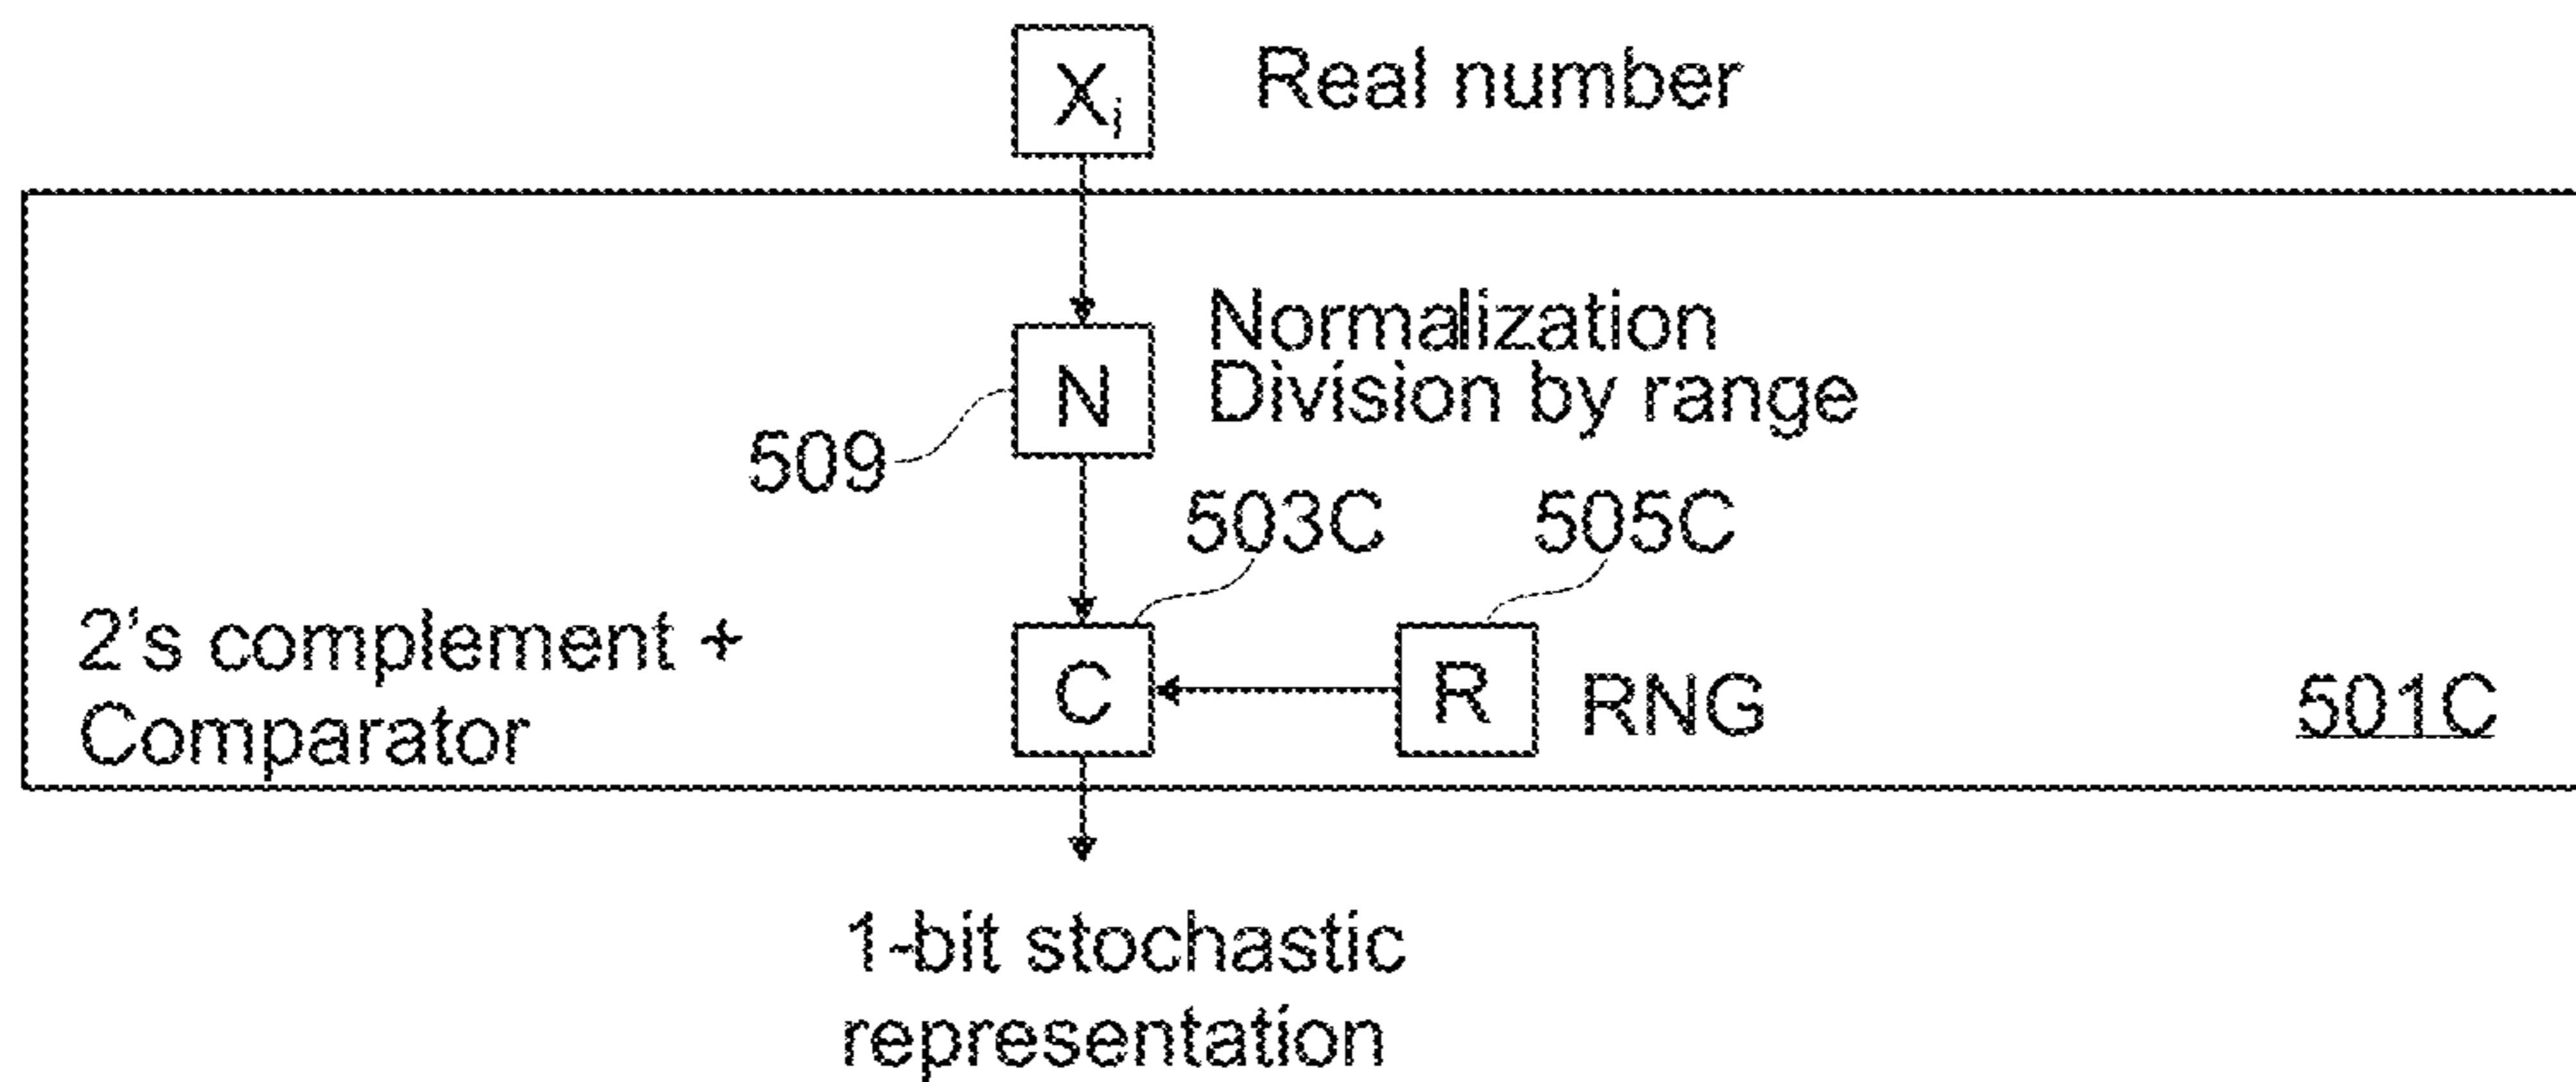 Xi Real number
N Normalization
Division by range
509
503C 505C
2's complement +
Comparator
C R RNG 501C
1-bit stochastic
representation